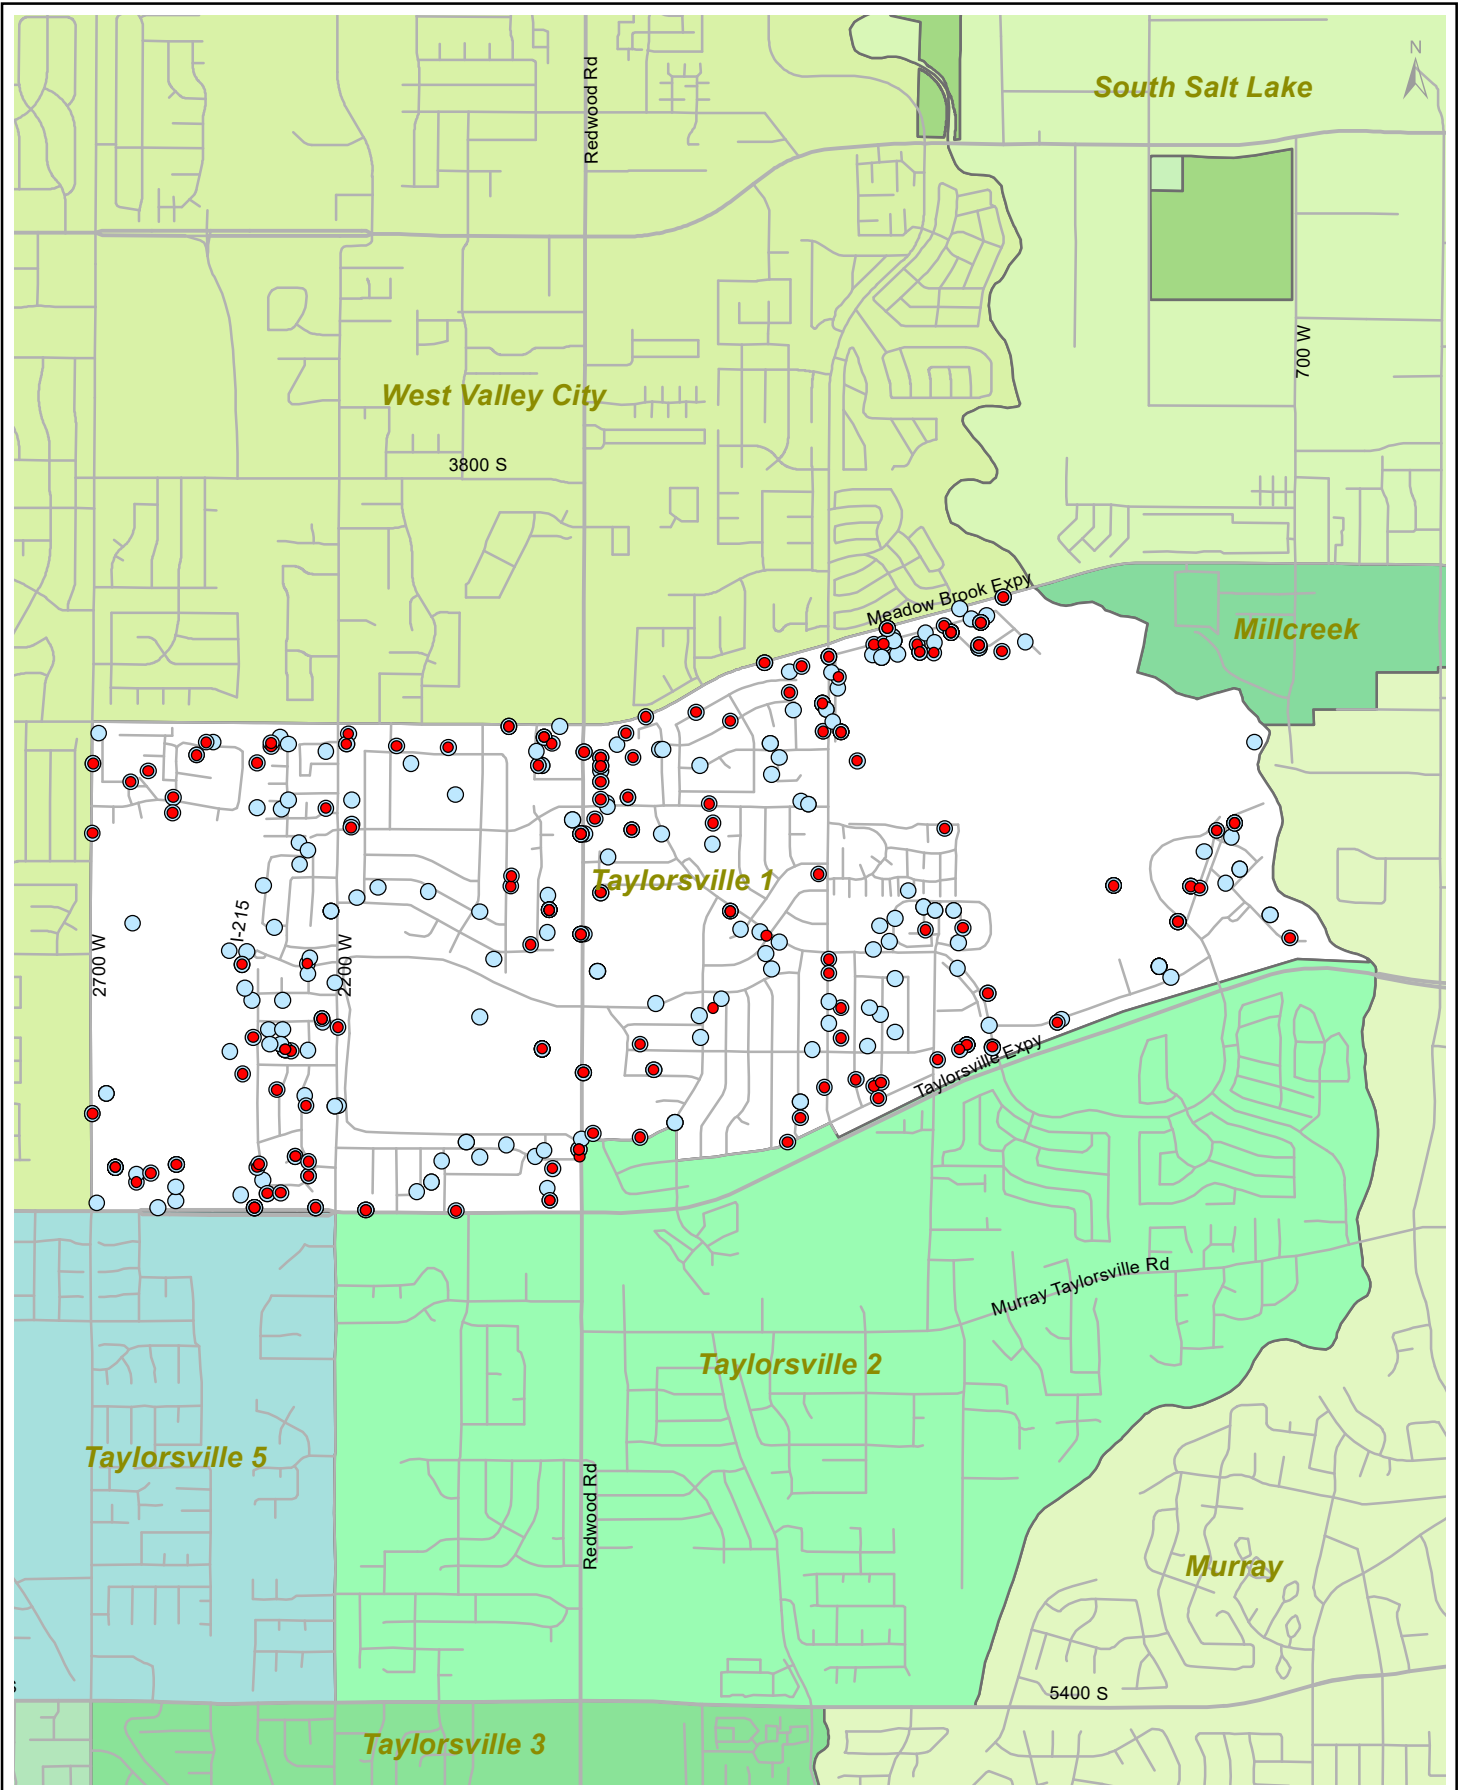 N
South Salt Lake
Redwood Rd
700 W
West Valley City
3800 S
Meadow Brook Expy
Millcreek
Taylorsville 1
I-215
2700 W
2200 W
Taylorsville Expy
Murray Taylorsville Rd
Taylorsville 2
Taylorsville 5
Redwood Rd
Murray
5400 S
Taylorsville 3